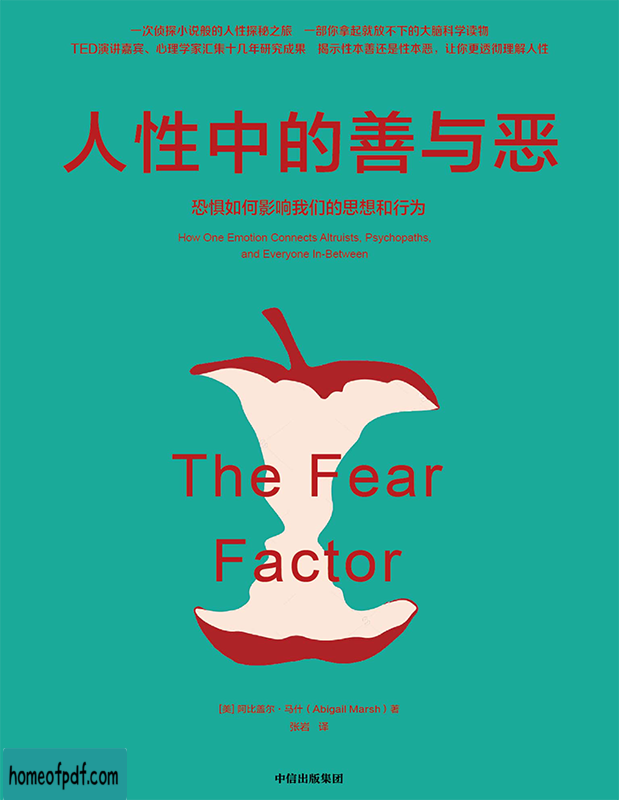 一次侦探小说般的人性探秘之旅 一部你拿起就放不下的大脑科学读物
TED演讲嘉宾、心理学家汇集十几年研究成果 揭示性本善还是性本恶，让你更透彻理解人性
人性中的善与恶
恐惧如何影响我们的思想和行为
How One Emotion Connects Altruists, Psychopaths,
and Everyone In-Between
The Fear
Factor
[美] 阿比盖尔·马什（Abigail Marsh）著
张岩 译
中信出版集团
homeofpdf.com